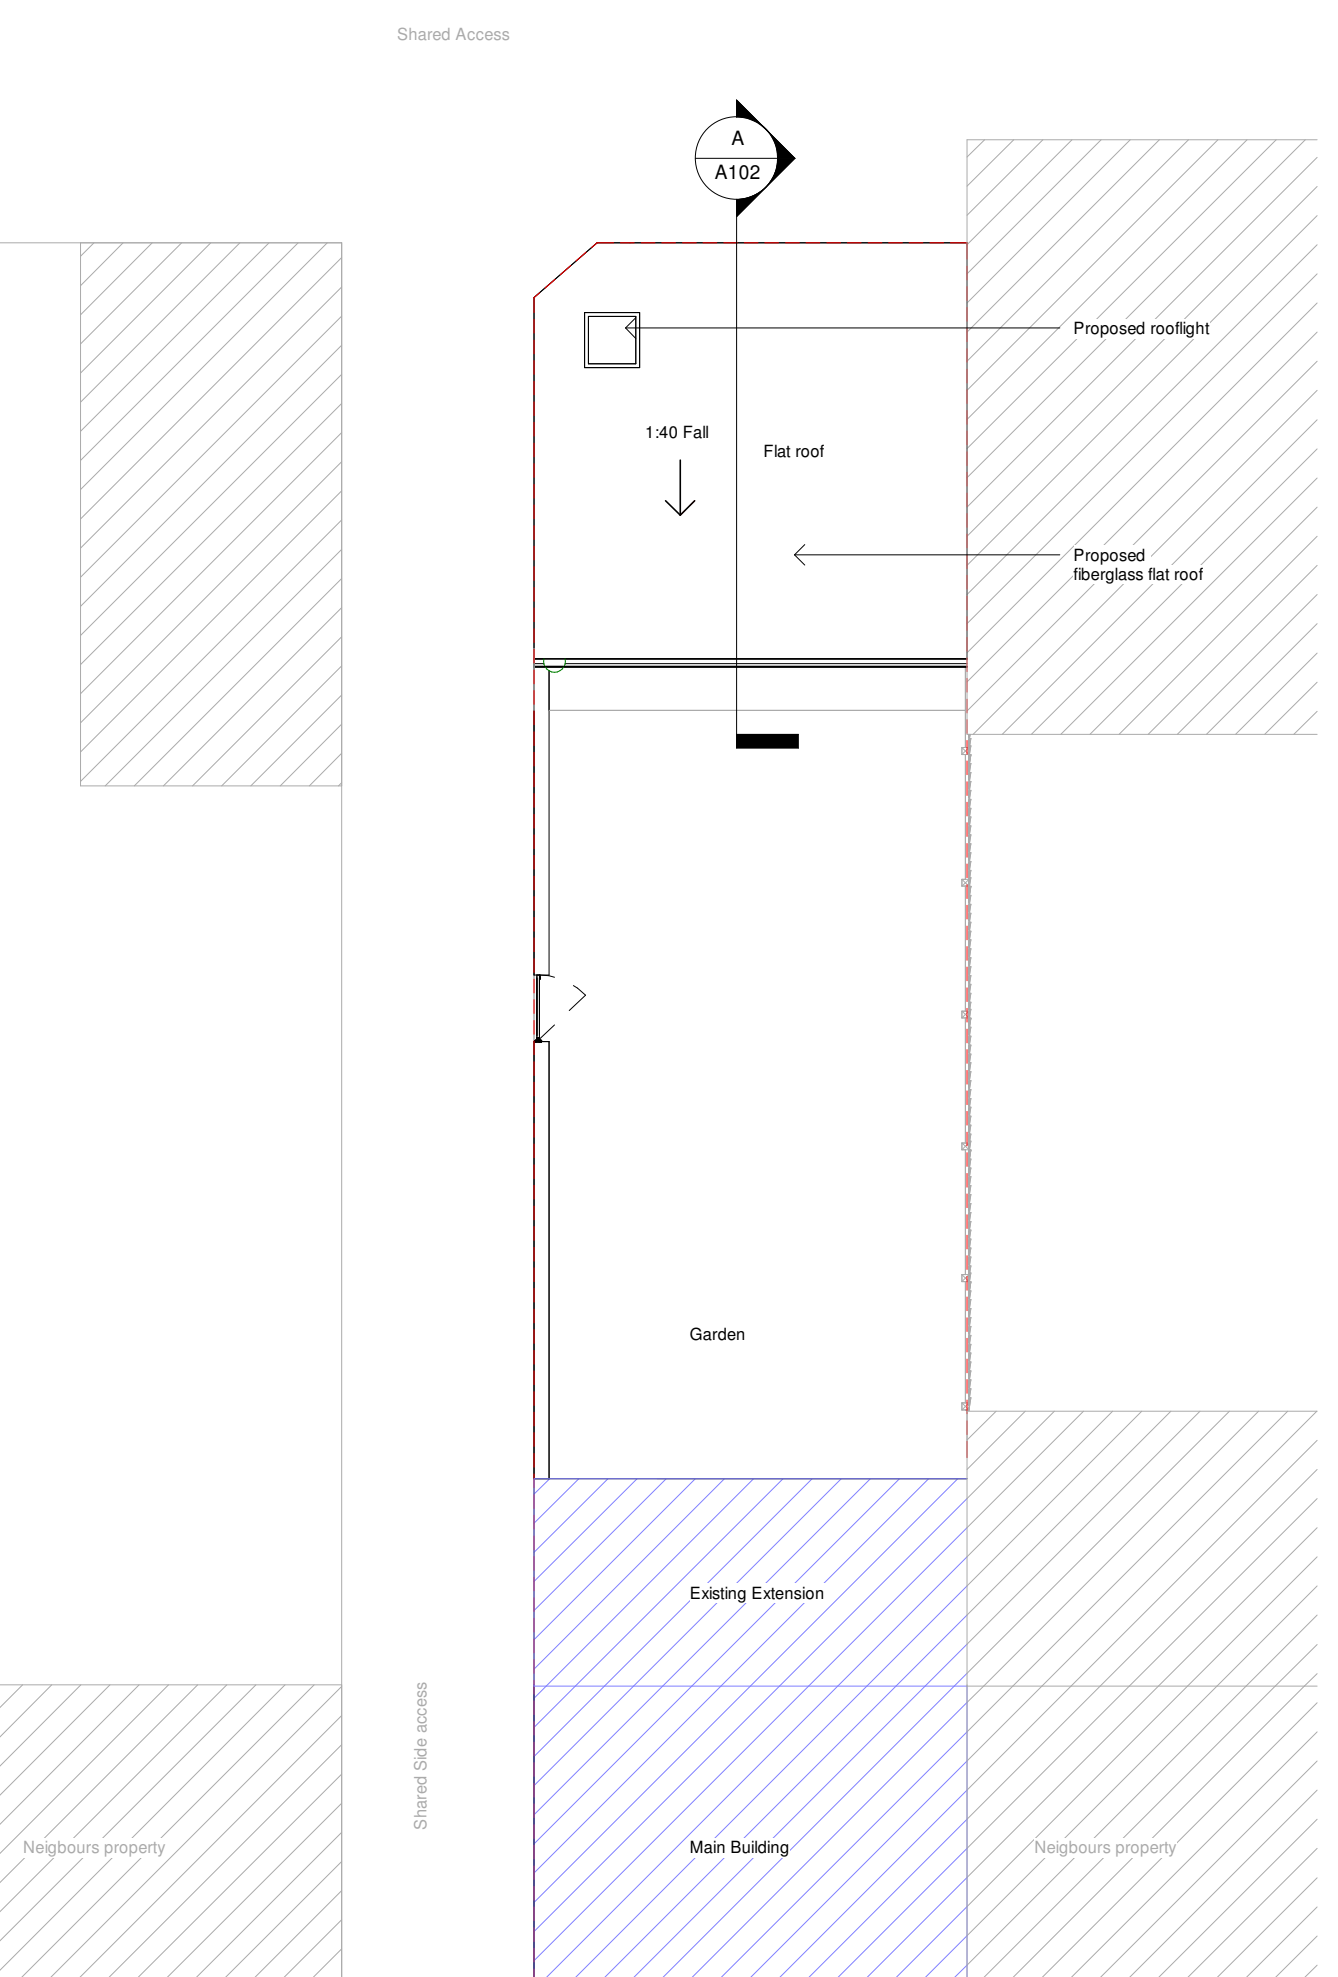 Shared Access
A
A102
Proposed rooflight
1:40 Fall
Flat roof
Proposed
fiberglass flat roof
Garden
Existing Extension
Shared Side access
Neigbours property
Main Building
Neigbours property